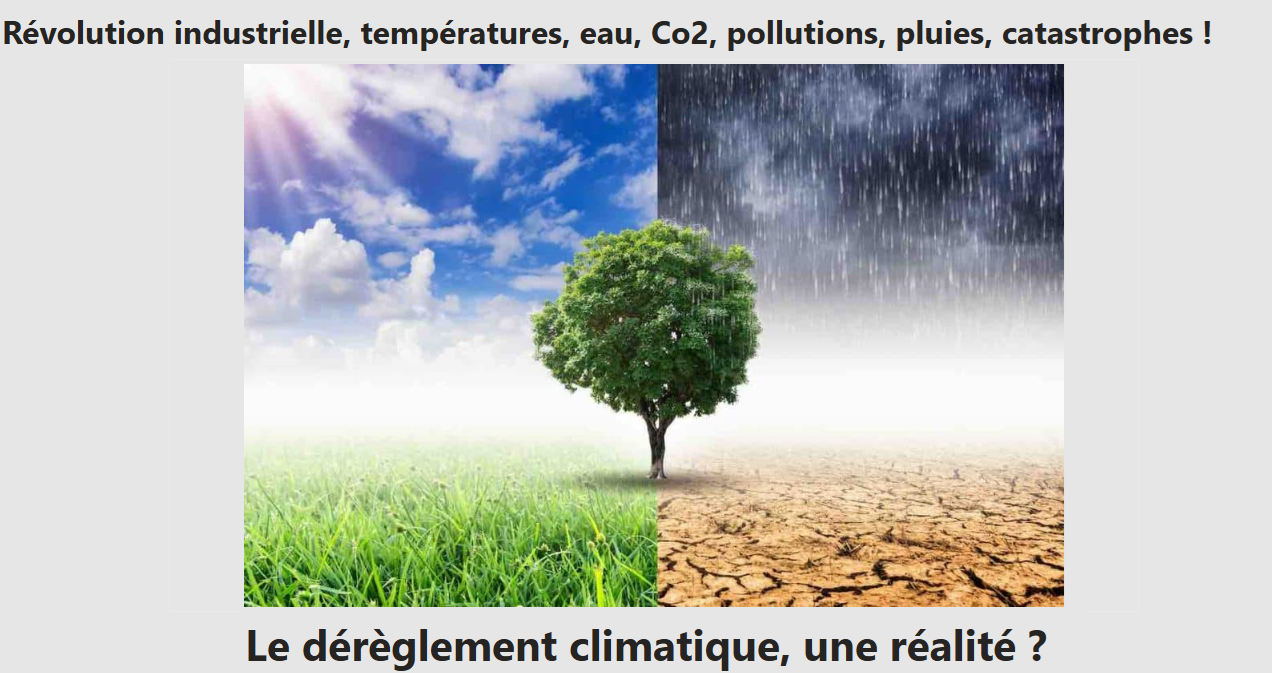 Révolution industrielle, températures, eau, Co2, pollutions, pluies, catastrophes !
Le dérèglement climatique, une réalité ?